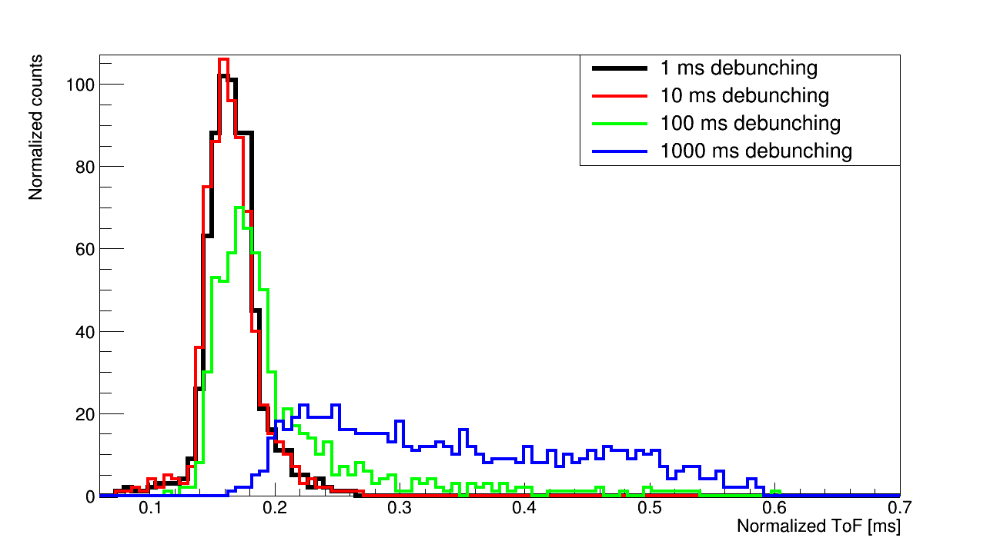 Normalized counts
100
80
60
40
20
0
1 ms debunching
10 ms debunching
100 ms debunching
1000 ms debunching
0.1 0.2 0.3 0.4 0.5 0.6 0.7
Normalized ToF [ms]